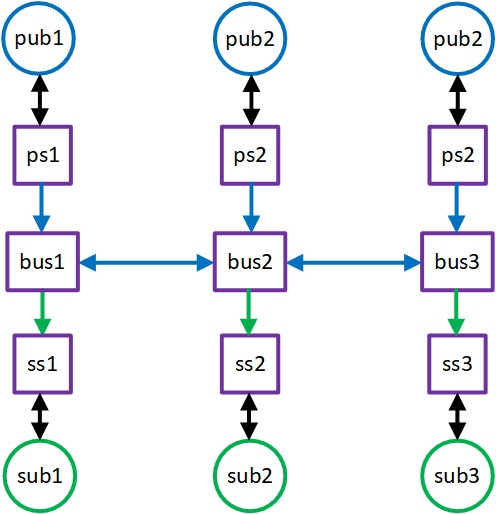 pub1 pub2 pub2
ps1 ps2 ps2
bus1 bus2 bus3
ss1 ss2 ss3
sub1 sub2 sub3